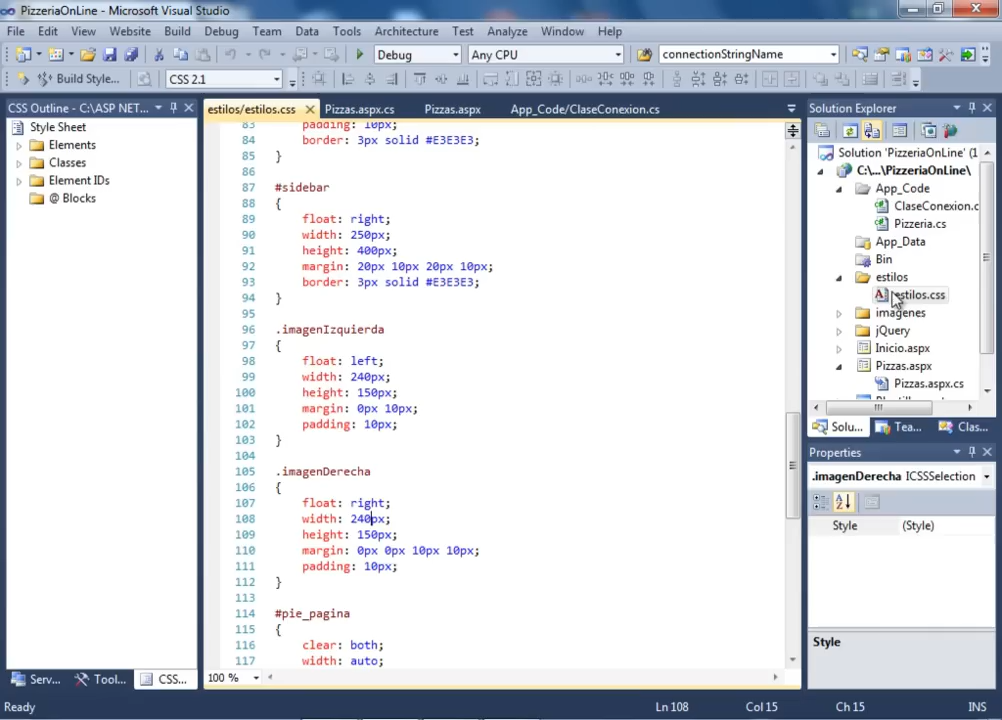 PizzeriaOnLine - Microsoft Visual Studio
File Edit View Website Build Debug Team Data Tools Architecture Test Analyze Window Help
Debug Any CPU connectionStringName
Build Style... CSS 2.1
CSS Outline - C:\ASP NET...
Style Sheet
Elements
Classes
Element IDs
@ Blocks
Serv... Tool... CSS...
estilos/estilos.css Pizzas.aspx.cs Pizzas.aspx App_Code/ClaseConexion.cs
83 padding: 10px;
84 border: 3px solid #E3E3E3;
85 }
86
87 #sidebar
88 {
89 float: right;
90 width: 250px;
91 height: 400px;
92 margin: 20px 10px 20px 10px;
93 border: 3px solid #E3E3E3;
94 }
95
96 .imagenIzquierda
97 {
98 float: left;
99 width: 240px;
100 height: 150px;
101 margin: 0px 10px;
102 padding: 10px;
103 }
104
105 .imagenDerecha
106 {
107 float: right;
108 width: 240px;
109 height: 150px;
110 margin: 0px 0px 10px 10px;
111 padding: 10px;
112 }
113
114 #pie_pagina
115 {
116 clear: both;
117 width: auto;
100 %
Solution Explorer
Solution 'PizzeriaOnLine' (1
C:\...\PizzeriaOnLine\
App_Code
ClaseConexion.c
Pizzeria.cs
App_Data
Bin
estilos
estilos.css
imagenes
jQuery
Inicio.aspx
Pizzas.aspx
Pizzas.aspx.cs
Solu... Tea... Clas...
Properties
.imagenDerecha ICSSSelection
Style (Style)
Style
Ready Ln 108 Col 15 Ch 15 INS